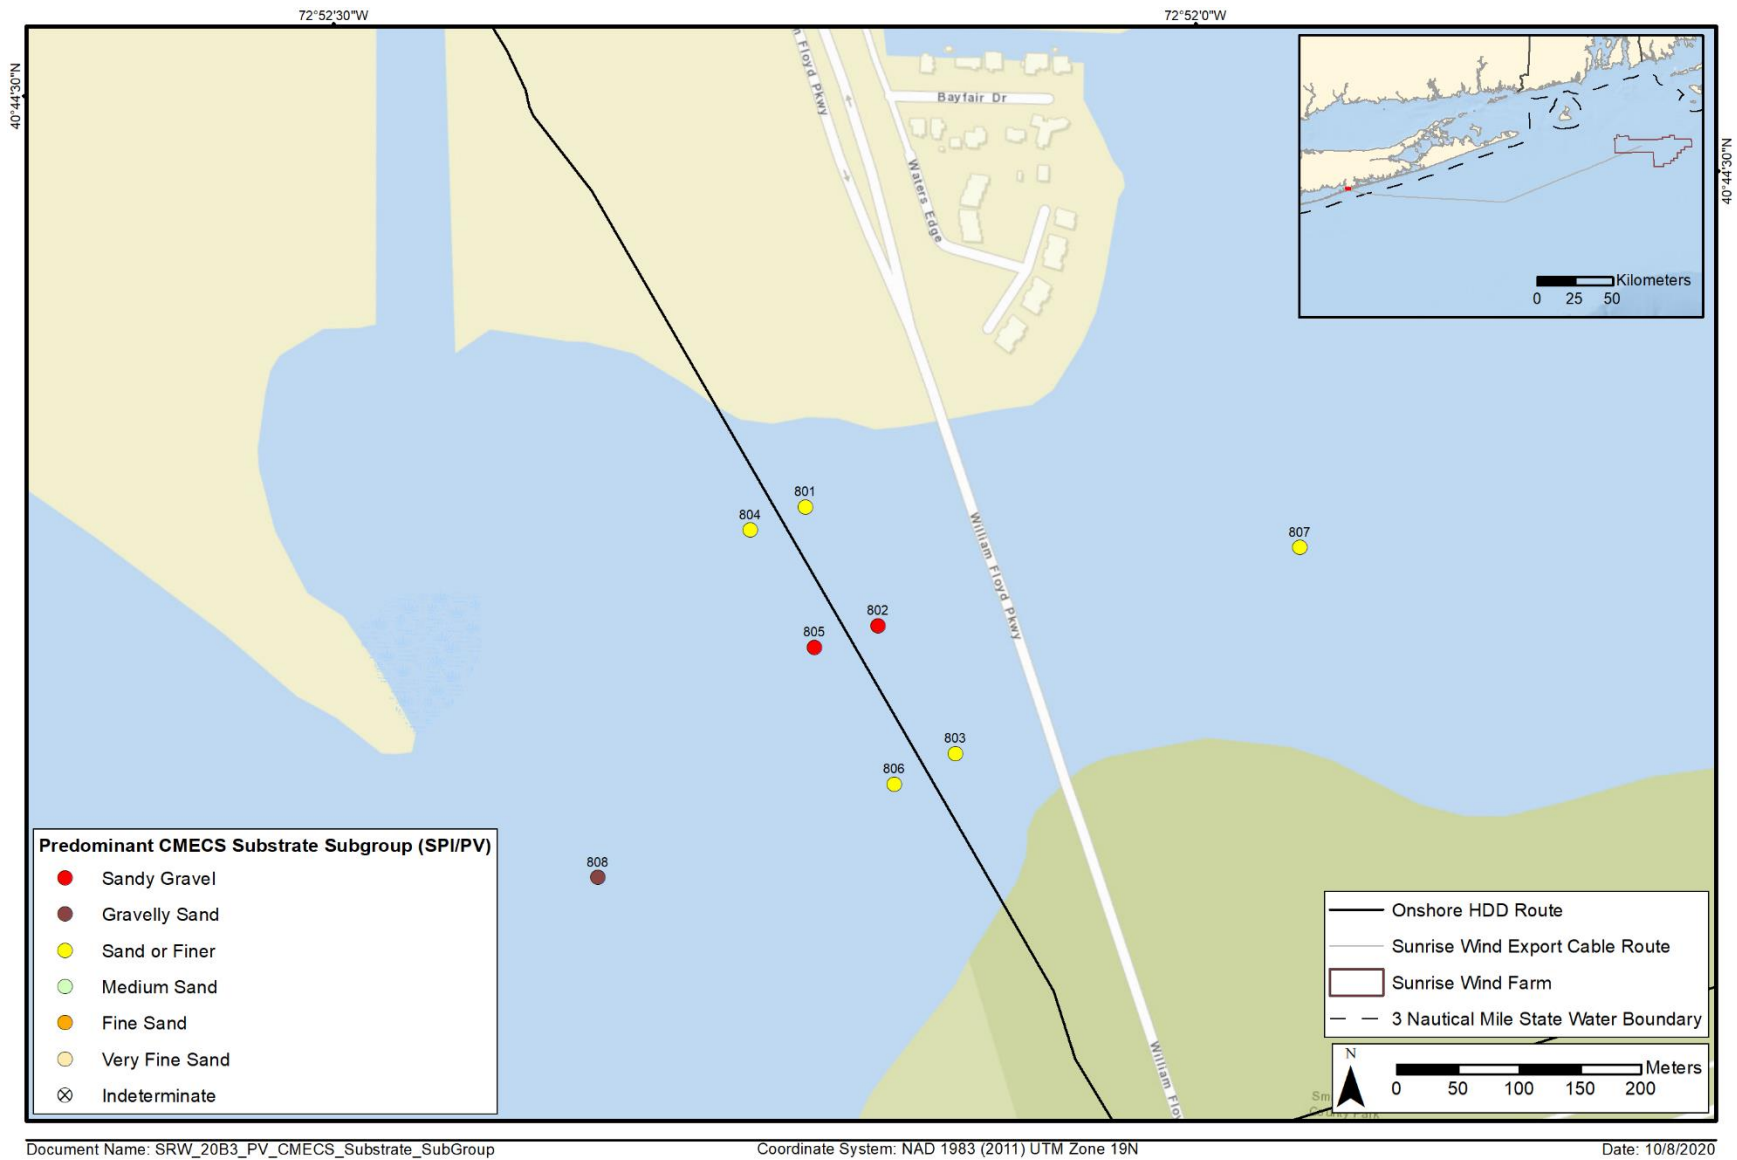 72°52'30"W
72°52'0"W
40°44'30"N
40°44'30"N
m Floyd Pkwy
Bayfair Dr
Waters Edge
Kilometers
0 25 50
801
804
807
William Floyd Pkwy
802
805
803
806
808
Predominant CMECS Substrate Subgroup (SPI/PV)
Sandy Gravel
Gravelly Sand
Sand or Finer
Medium Sand
Fine Sand
Very Fine Sand
Indeterminate
Onshore HDD Route
Sunrise Wind Export Cable Route
Sunrise Wind Farm
3 Nautical Mile State Water Boundary
William Floy
N
Meters
0 50 100 150 200
Sm
Document Name: SRW_20B3_PV_CMECS_Substrate_SubGroup
Coordinate System: NAD 1983 (2011) UTM Zone 19N
Date: 10/8/2020